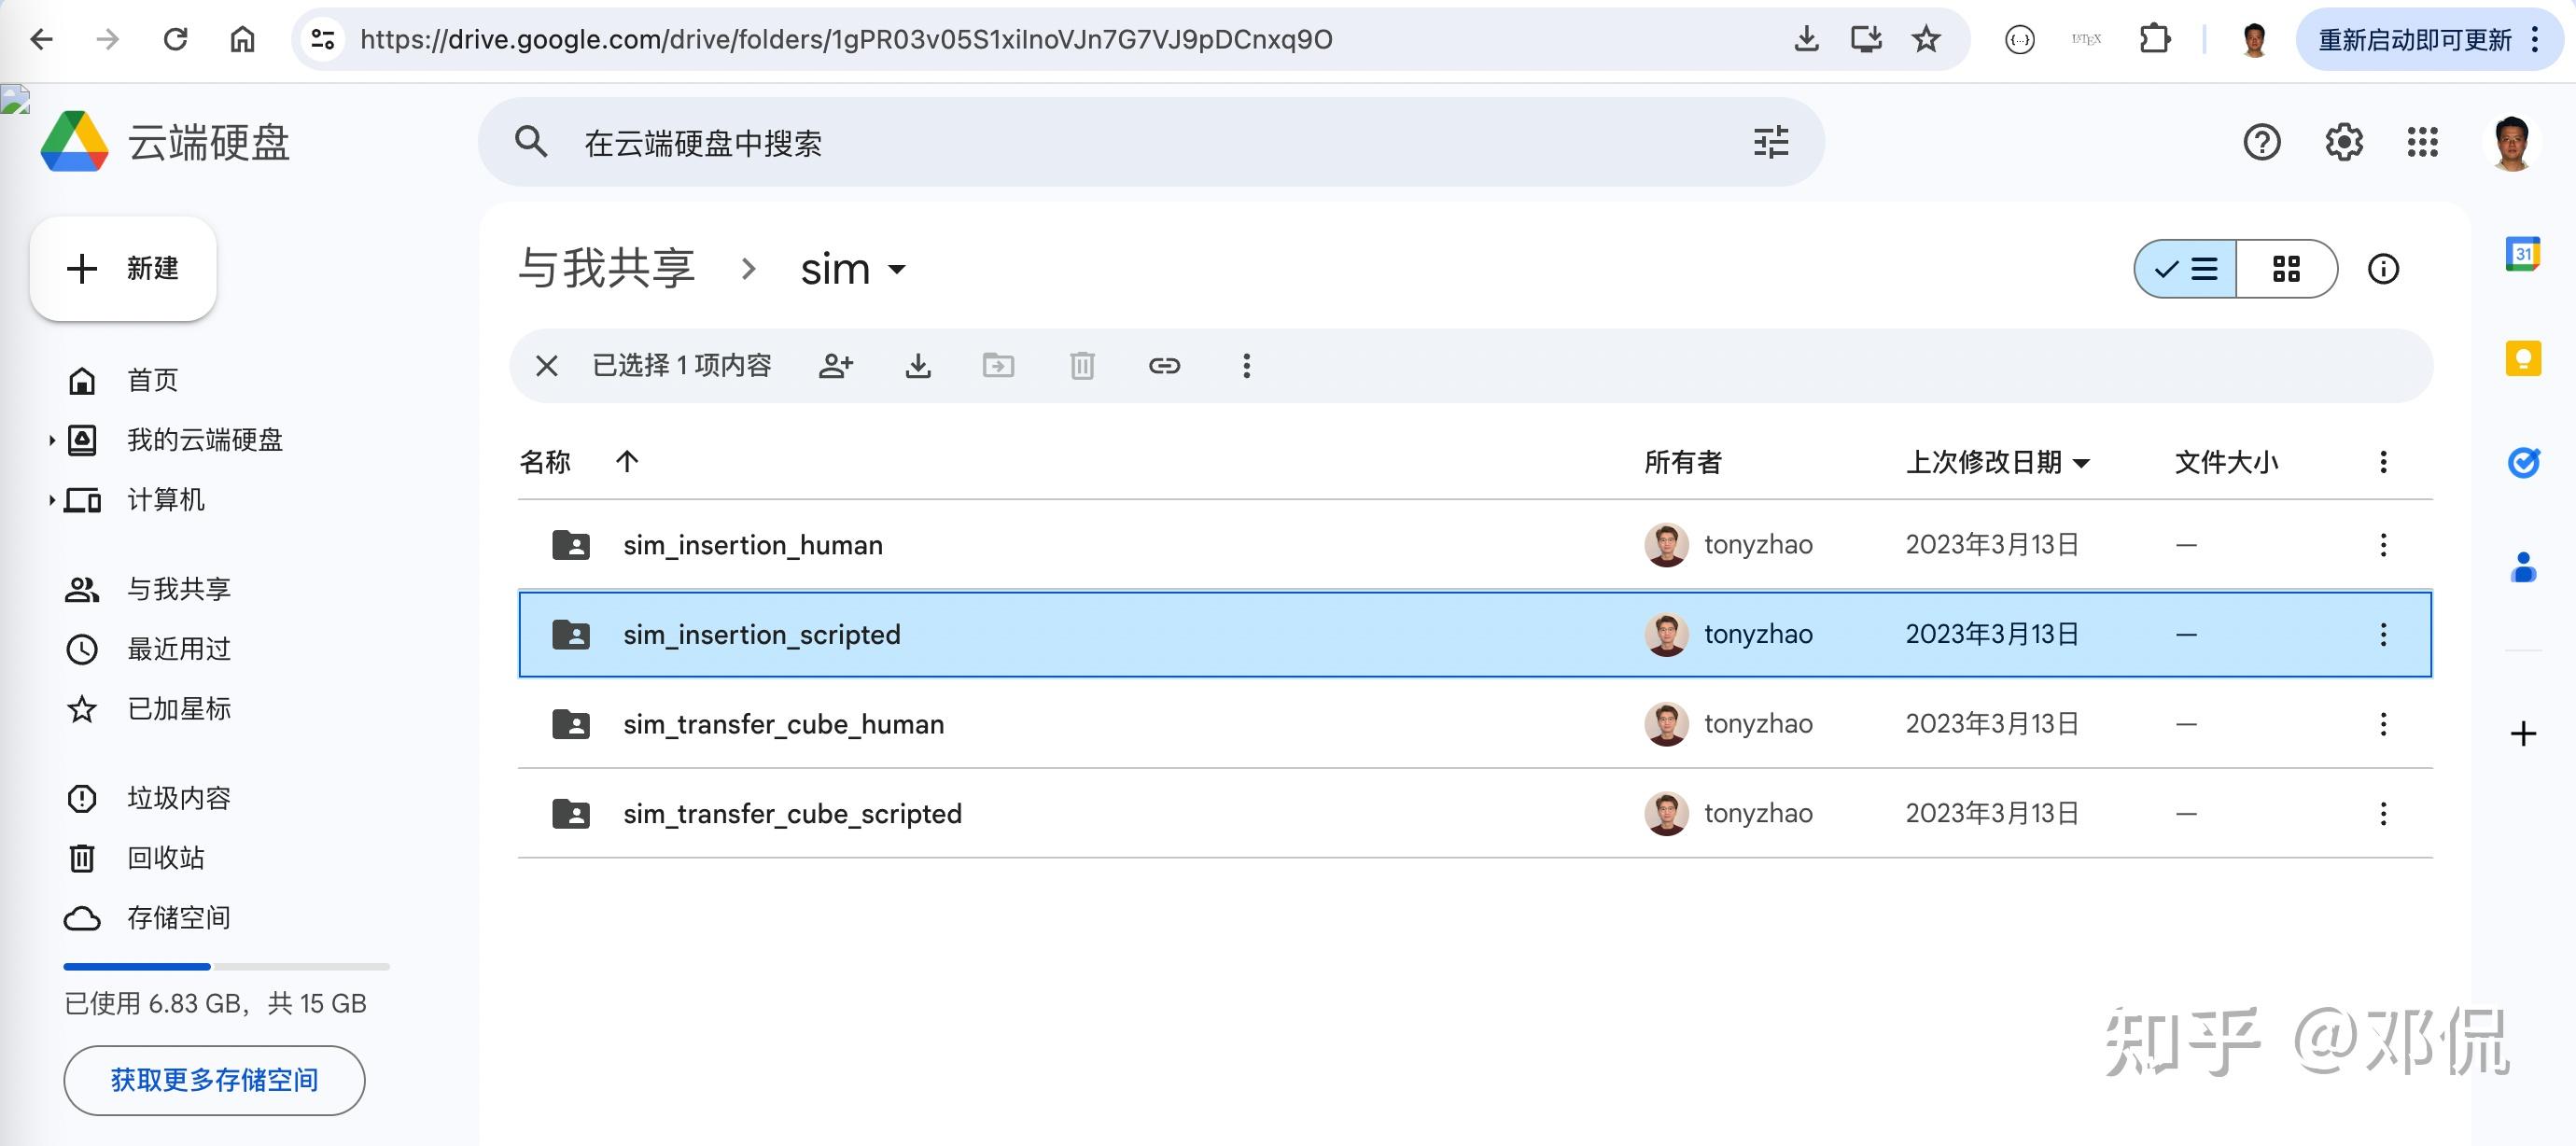 https://drive.google.com/drive/folders/1gPR03v05S1xiInoVJn7G7VJ9pDCnxq9O
LATEX
重新启动即可更新
云端硬盘
在云端硬盘中搜索
新建
与我共享 sim
31
已选择 1 项内容
首页
我的云端硬盘
计算机
与我共享
最近用过
已加星标
垃圾内容
回收站
存储空间
已使用 6.83 GB，共 15 GB
获取更多存储空间
名称 所有者 上次修改日期 文件大小
sim_insertion_human tonyzhao 2023年3月13日 —
sim_insertion_scripted tonyzhao 2023年3月13日 —
sim_transfer_cube_human tonyzhao 2023年3月13日 —
sim_transfer_cube_scripted tonyzhao 2023年3月13日 —
知乎 @邓侃